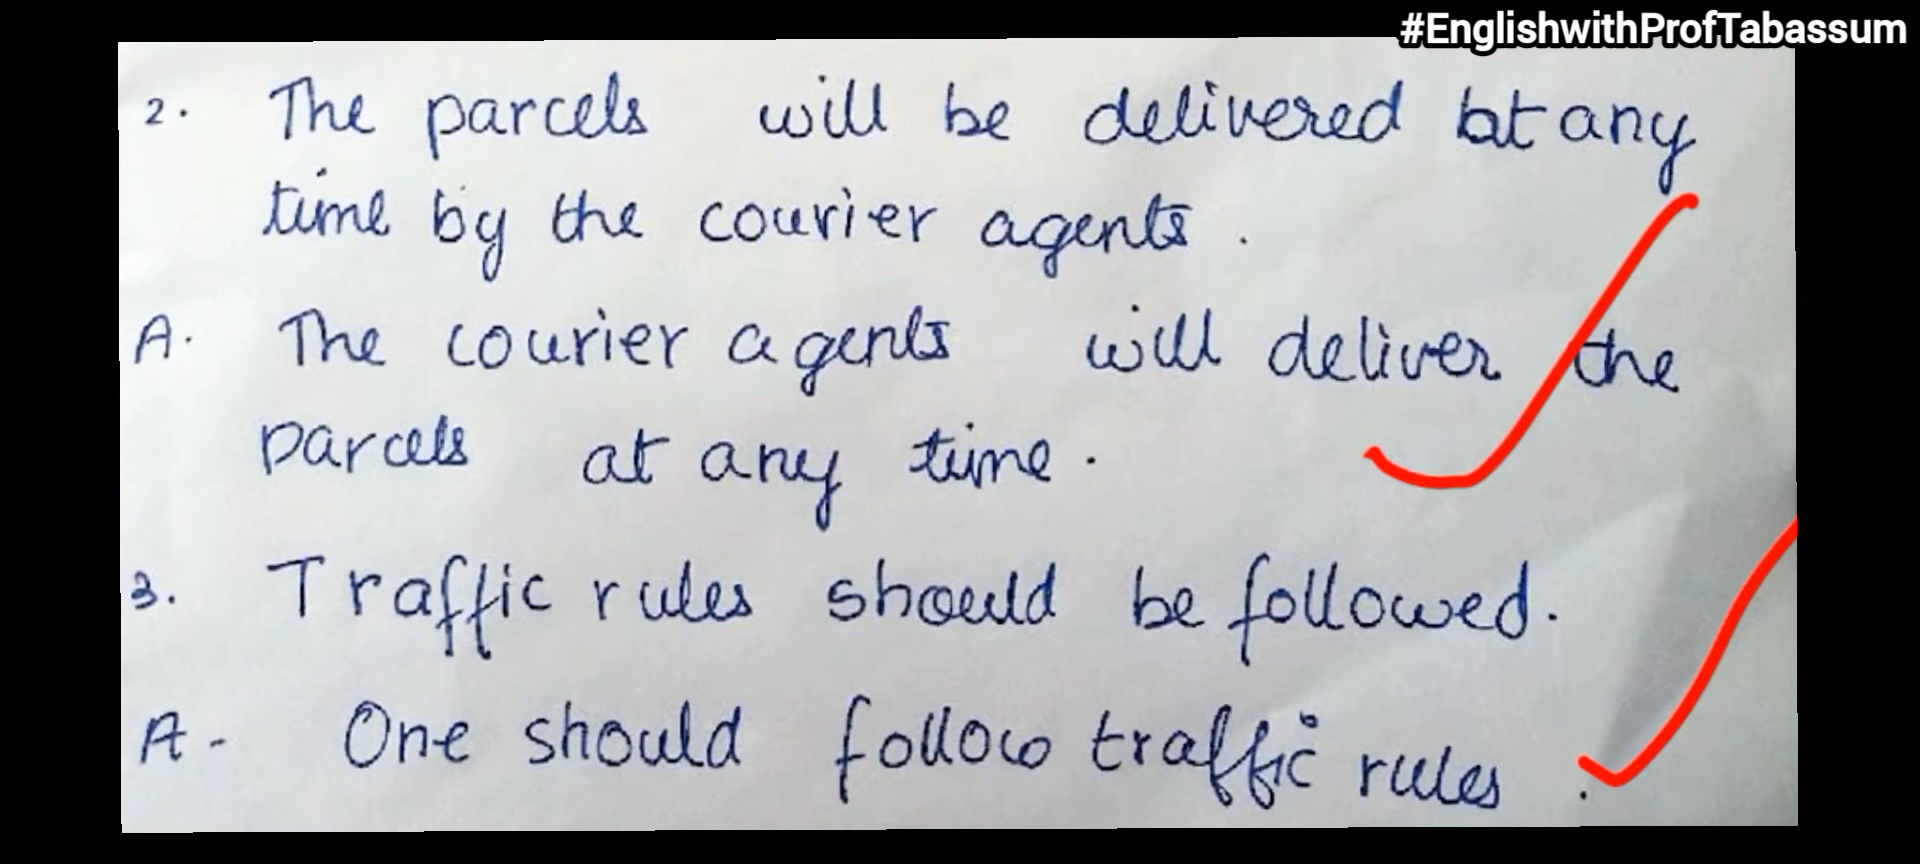 #EnglishwithProfTabassum
2. The parcels will be delivered at any
time by the courier agents.
A. The courier agents will deliver the
parcels at any time.
3. Traffic rules should be followed.
A- One should follow traffic rules.